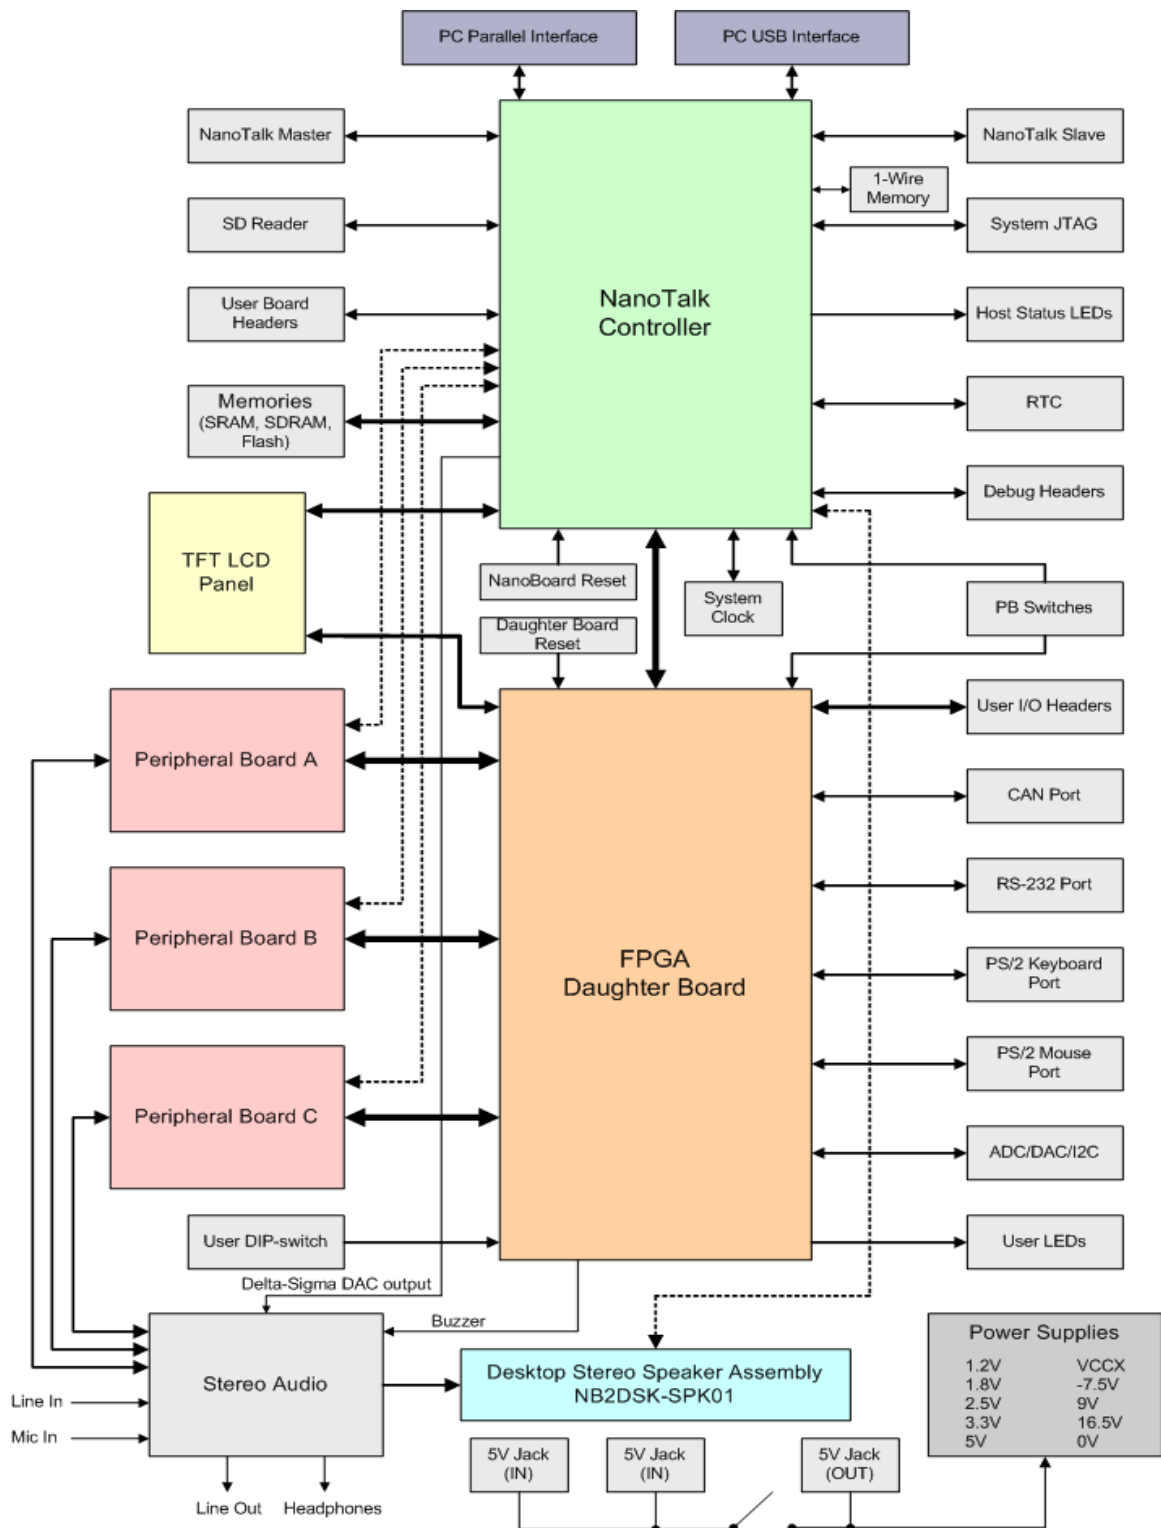 PC Parallel Interface
PC USB Interface
NanoTalk Master
NanoTalk Slave
1-Wire
Memory
SD Reader
System JTAG
NanoTalk
Controller
User Board
Headers
Host Status LEDs
Memories
(SRAM, SDRAM,
Flash)
RTC
Debug Headers
TFT LCD
Panel
NanoBoard Reset
System
Clock
PB Switches
Daughter Board
Reset
User I/O Headers
Peripheral Board A
CAN Port
RS-232 Port
Peripheral Board B
FPGA
Daughter Board
PS/2 Keyboard
Port
PS/2 Mouse
Port
Peripheral Board C
ADC/DAC/I2C
User DIP-switch
User LEDs
Delta-Sigma DAC output
Buzzer
Stereo Audio
Desktop Stereo Speaker Assembly
NB2DSK-SPK01
Power Supplies
1.2V VCCX
1.8V -7.5V
2.5V 9V
3.3V 16.5V
5V 0V
Line In
Mic In
Line Out
Headphones
5V Jack
(IN)
5V Jack
(IN)
5V Jack
(OUT)